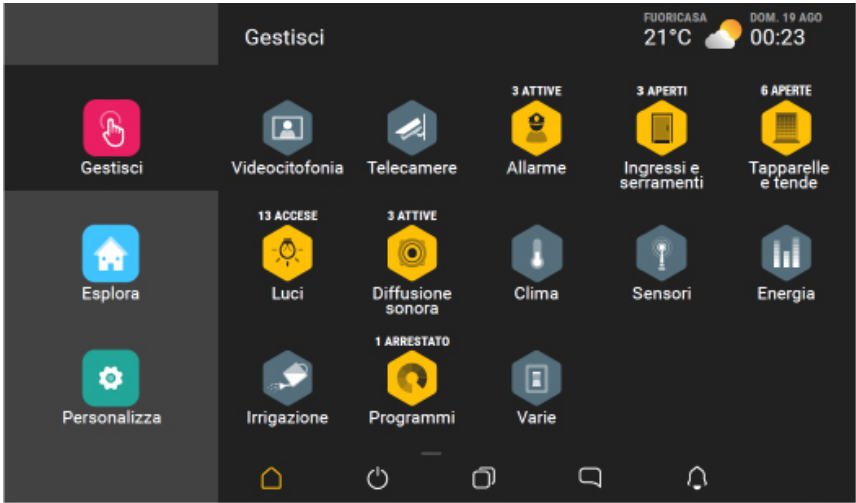 Gestisci
FUORICASA
21°C
DOM. 19 AGO
00:23
Gestisci
Esplora
Personalizza
Videocitofonia
Telecamere
3 ATTIVE
Allarme
3 APERTI
Ingressi e
serramenti
6 APERTE
Tapparelle
e tende
13 ACCESE
Luci
3 ATTIVE
Diffusione
sonora
Clima
Sensori
Energia
Irrigazione
1 ARRESTATO
Programmi
Varie